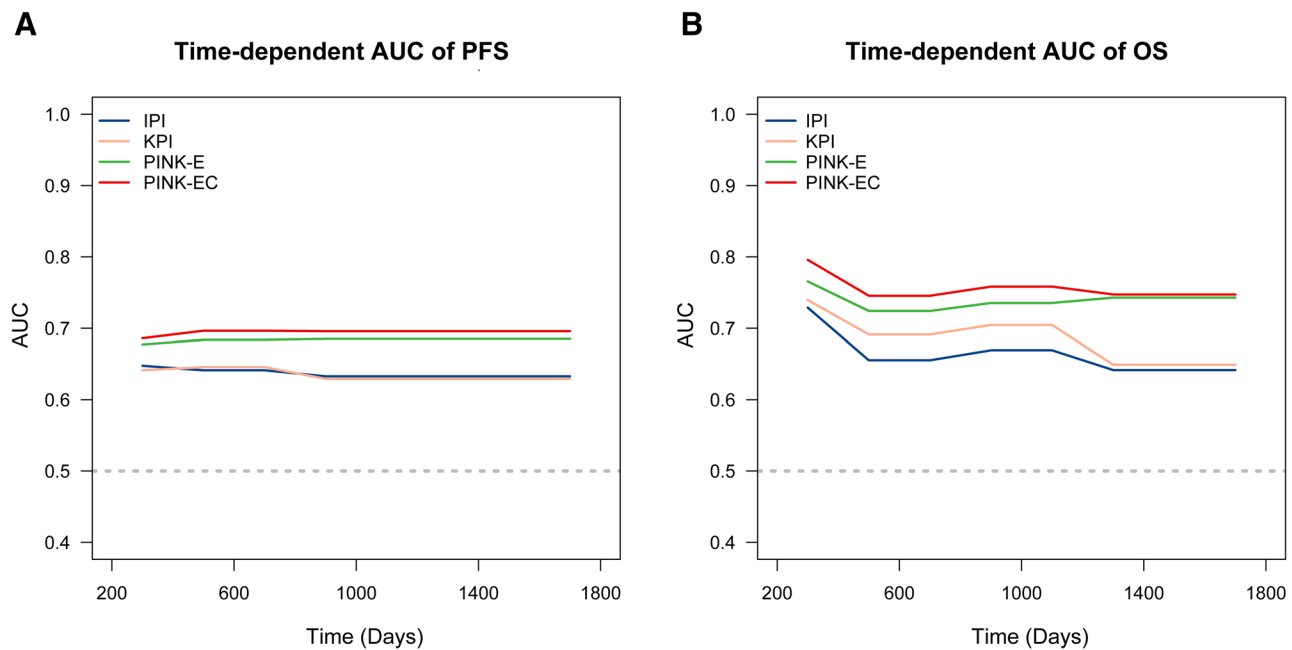 A
Time-dependent AUC of PFS
1.0
0.9
0.8
0.7
0.6
0.5
0.4
AUC
IPI
KPI
PINK-E
PINK-EC
200 600 1000 1400 1800
Time (Days)
B
Time-dependent AUC of OS
1.0
0.9
0.8
0.7
0.6
0.5
0.4
AUC
IPI
KPI
PINK-E
PINK-EC
200 600 1000 1400 1800
Time (Days)